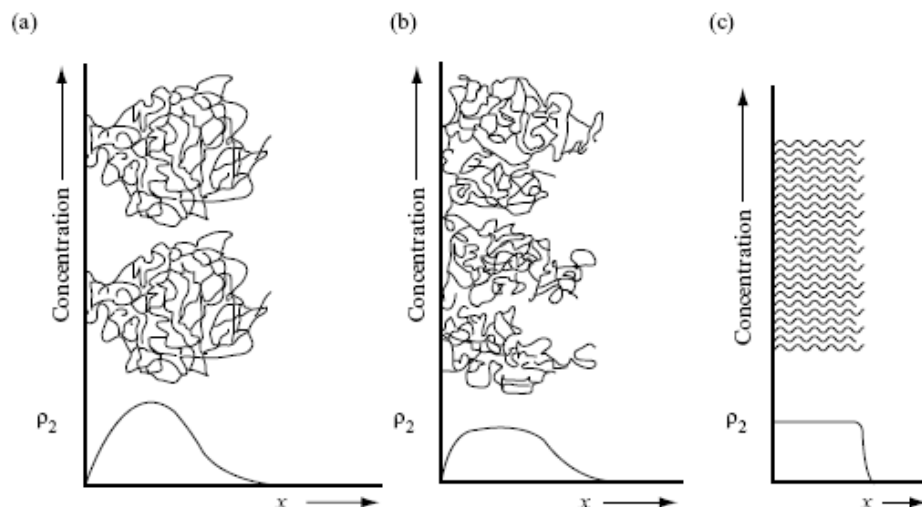 (a)
(b)
(c)
Concentration
Concentration
Concentration
ρ2
ρ2
ρ2
x
x
x